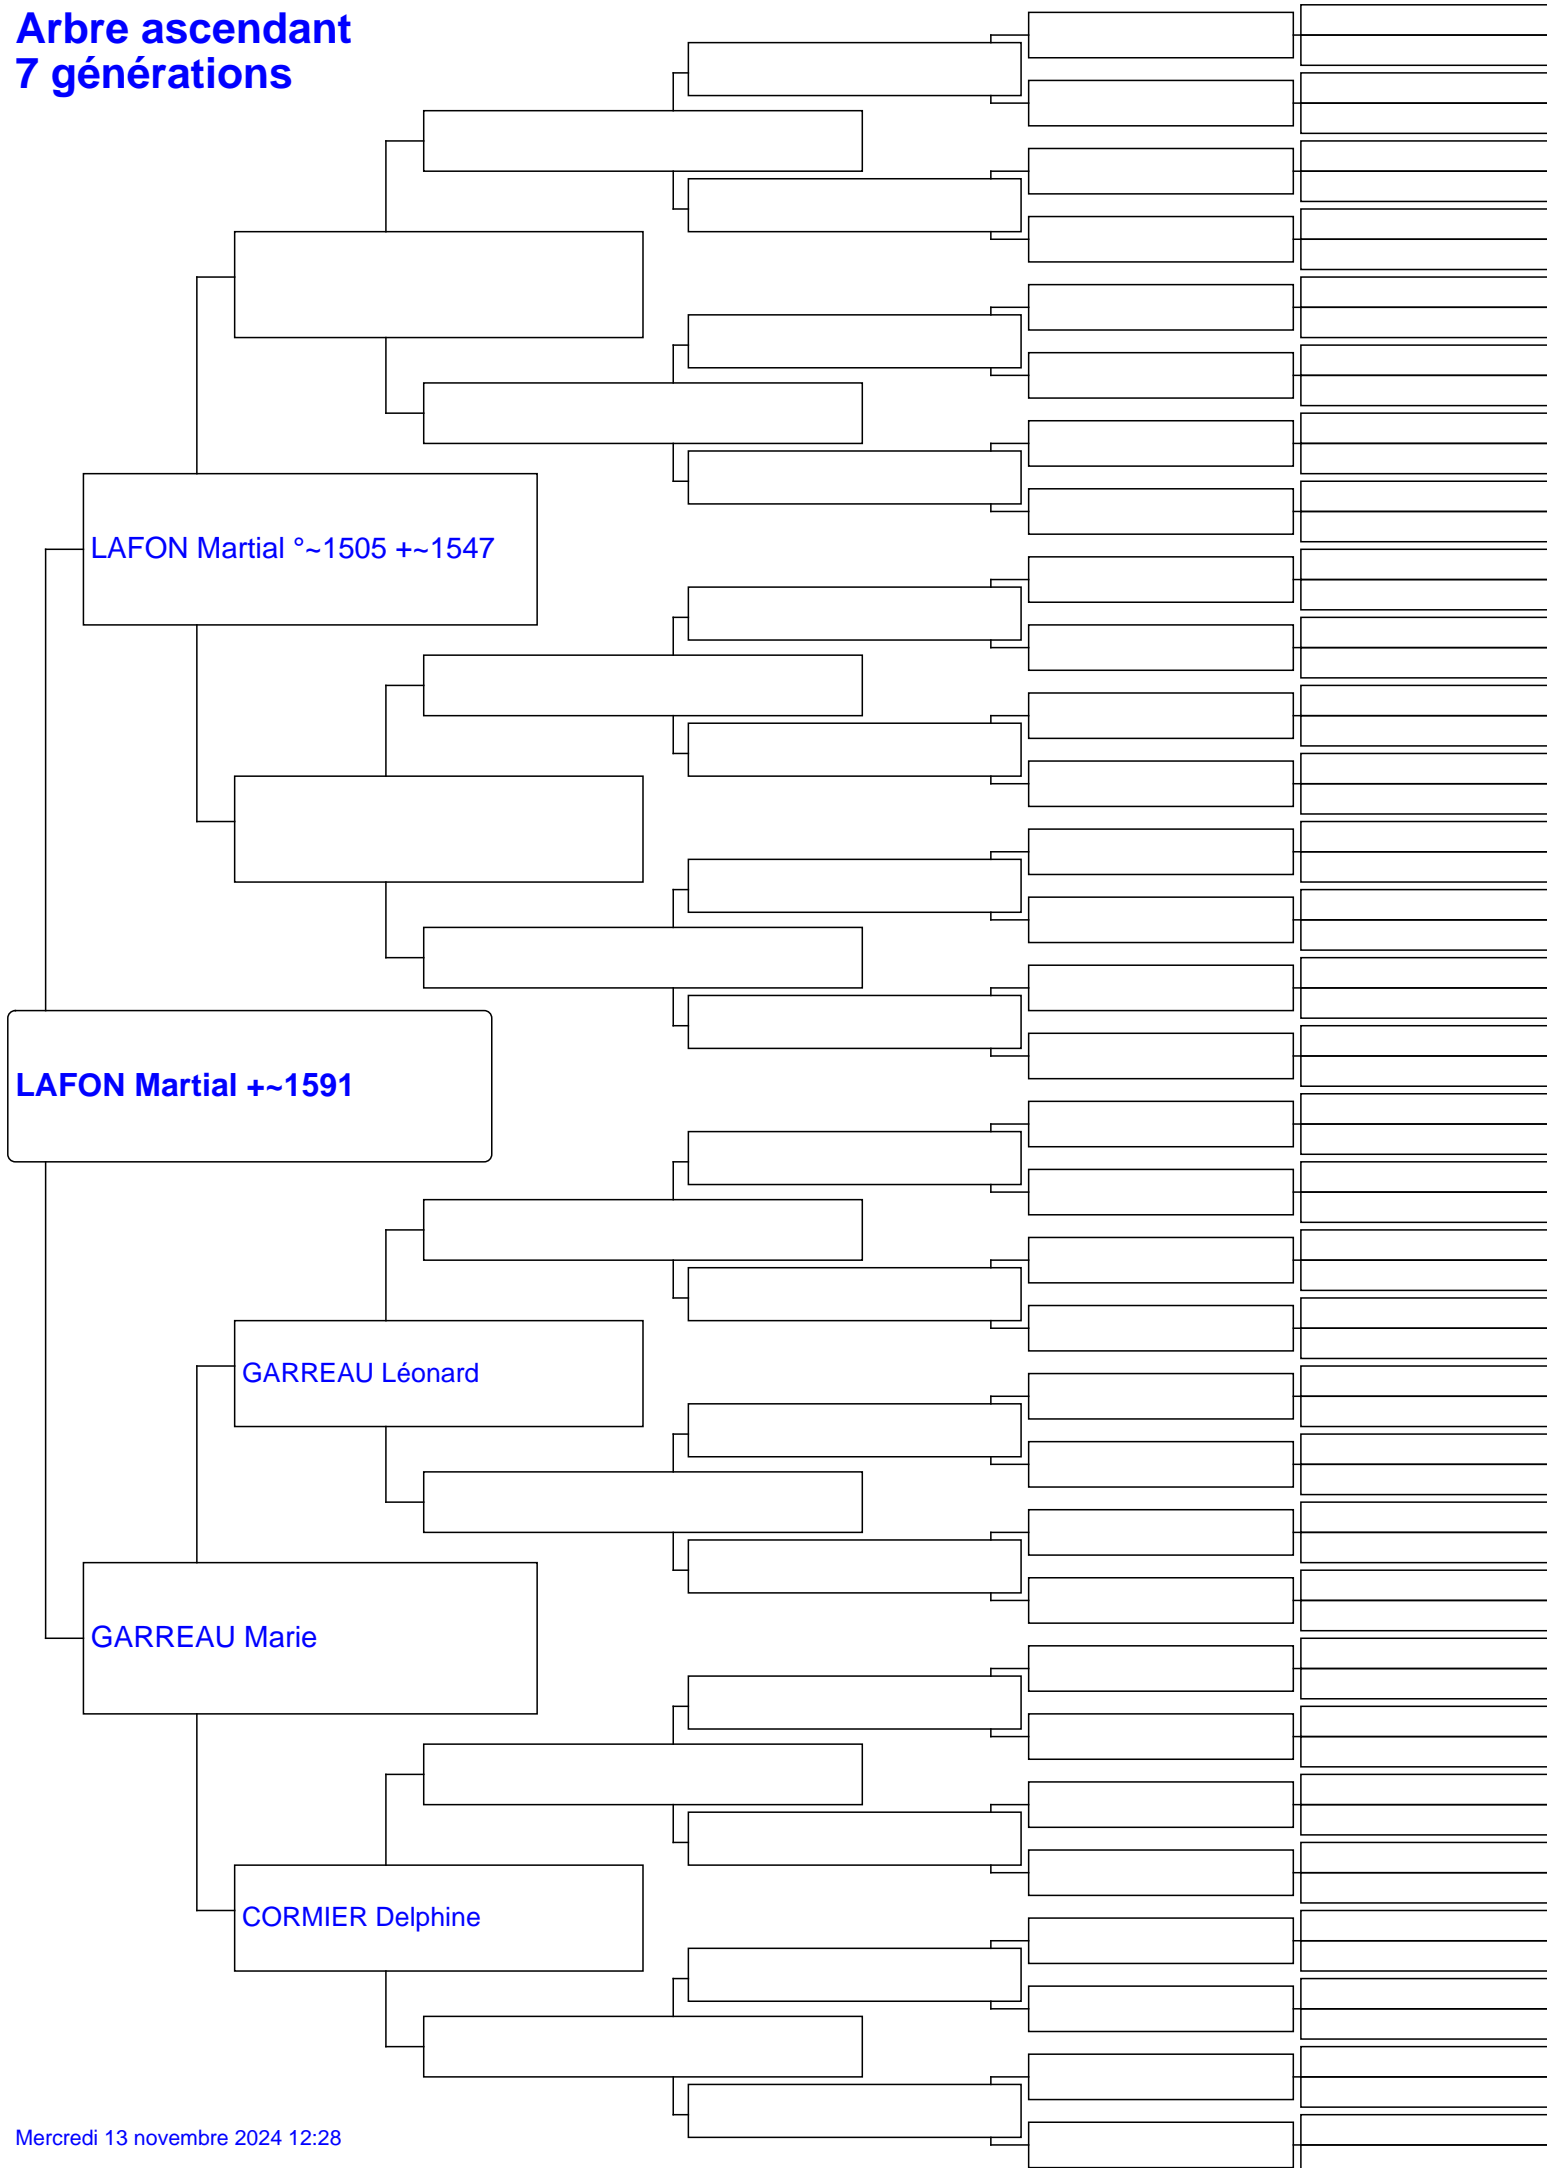 Arbre ascendant
7 générations
LAFON Martial °~1505 +~1547
LAFON Martial +~1591
GARREAU Léonard
GARREAU Marie
CORMIER Delphine
Mercredi 13 novembre 2024 12:28